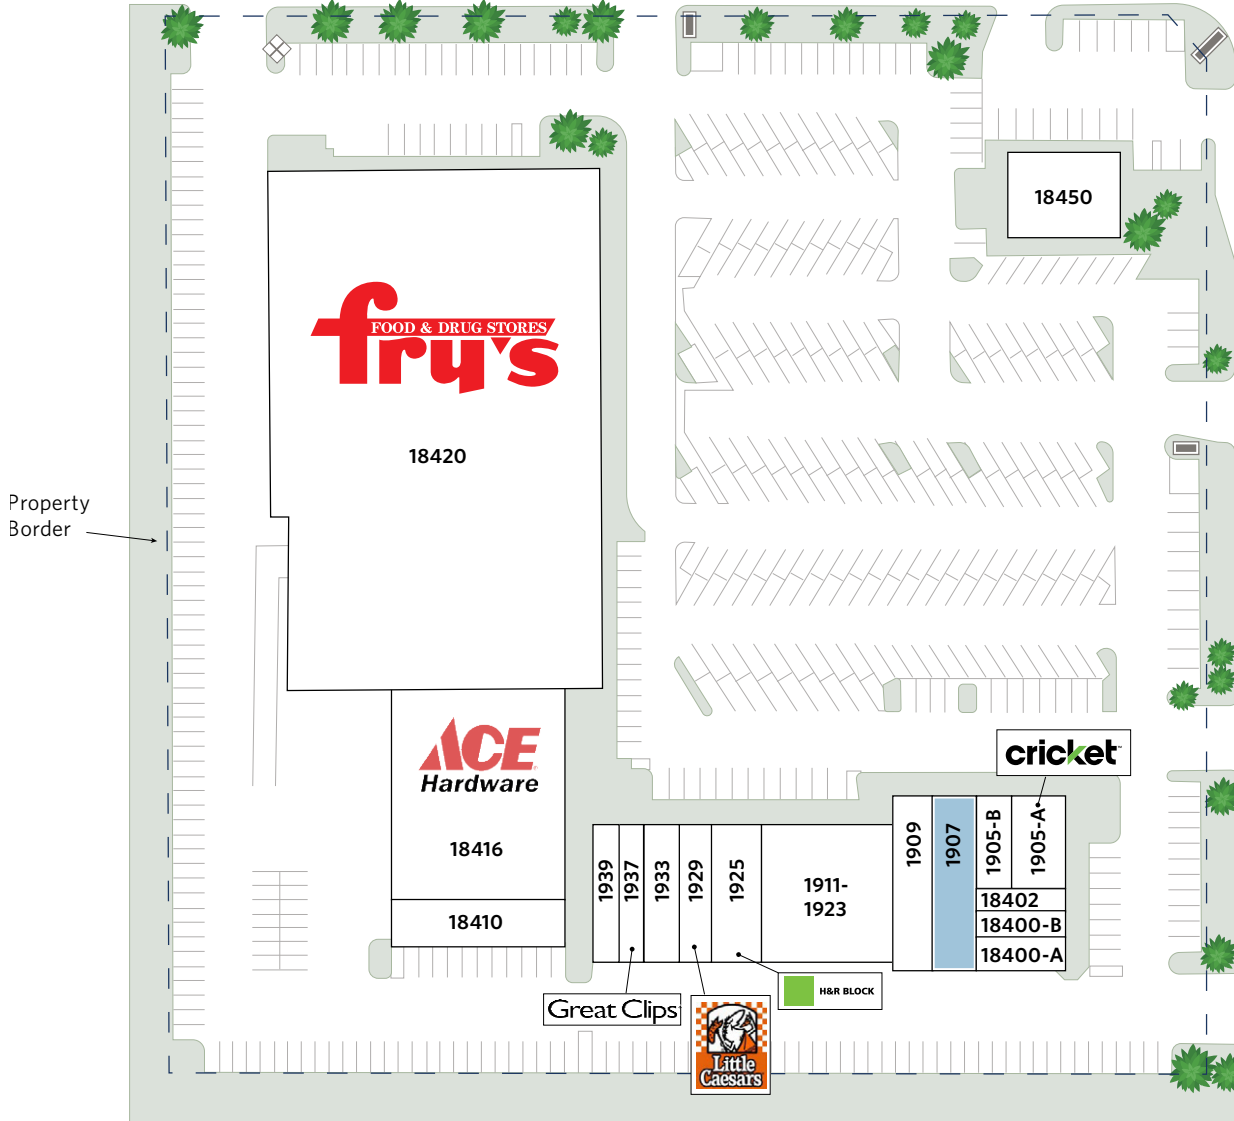 18450
fry's
FOOD & DRUG STORES
18420
Property
Border
ACE
Hardware
18416
18410
cricket
1939
1937
1933
1929
1925
1911-
1923
1909
1907
1905-B
1905-A
18402
18400-B
18400-A
Great Clips
Little
Caesars
H&R BLOCK